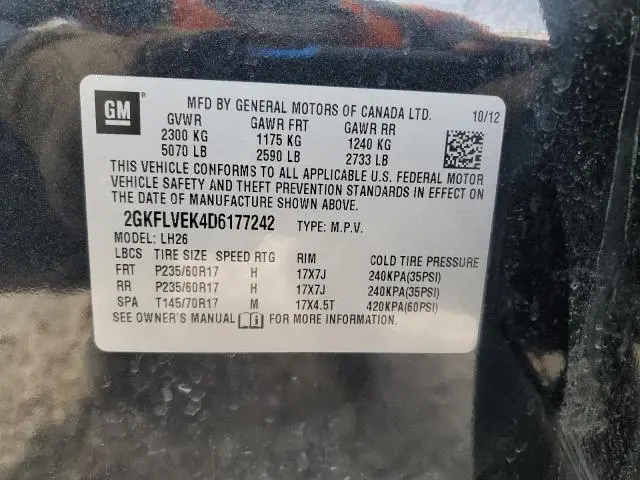 GM ®
MFD BY GENERAL MOTORS OF CANADA LTD. 10/12
GVWR GAWR FRT GAWR RR
2300 KG 1175 KG 1240 KG
5070 LB 2590 LB 2733 LB
THIS VEHICLE CONFORMS TO ALL APPLICABLE U.S. FEDERAL MOTOR
VEHICLE SAFETY AND THEFT PREVENTION STANDARDS IN EFFECT ON
THE DATE OF MANUFACTURE SHOWN ABOVE.
2GKFLVEK4D6177242 TYPE: M.P.V.
MODEL: LH26
LBCS TIRE SIZE SPEED RTG RIM COLD TIRE PRESSURE
FRT P235/60R17 H 17X7J 240KPA(35PSI)
RR P235/60R17 H 17X7J 240KPA(35PSI)
SPA T145/70R17 M 17X4.5T 420KPA(60PSI)
SEE OWNER'S MANUAL i FOR MORE INFORMATION.